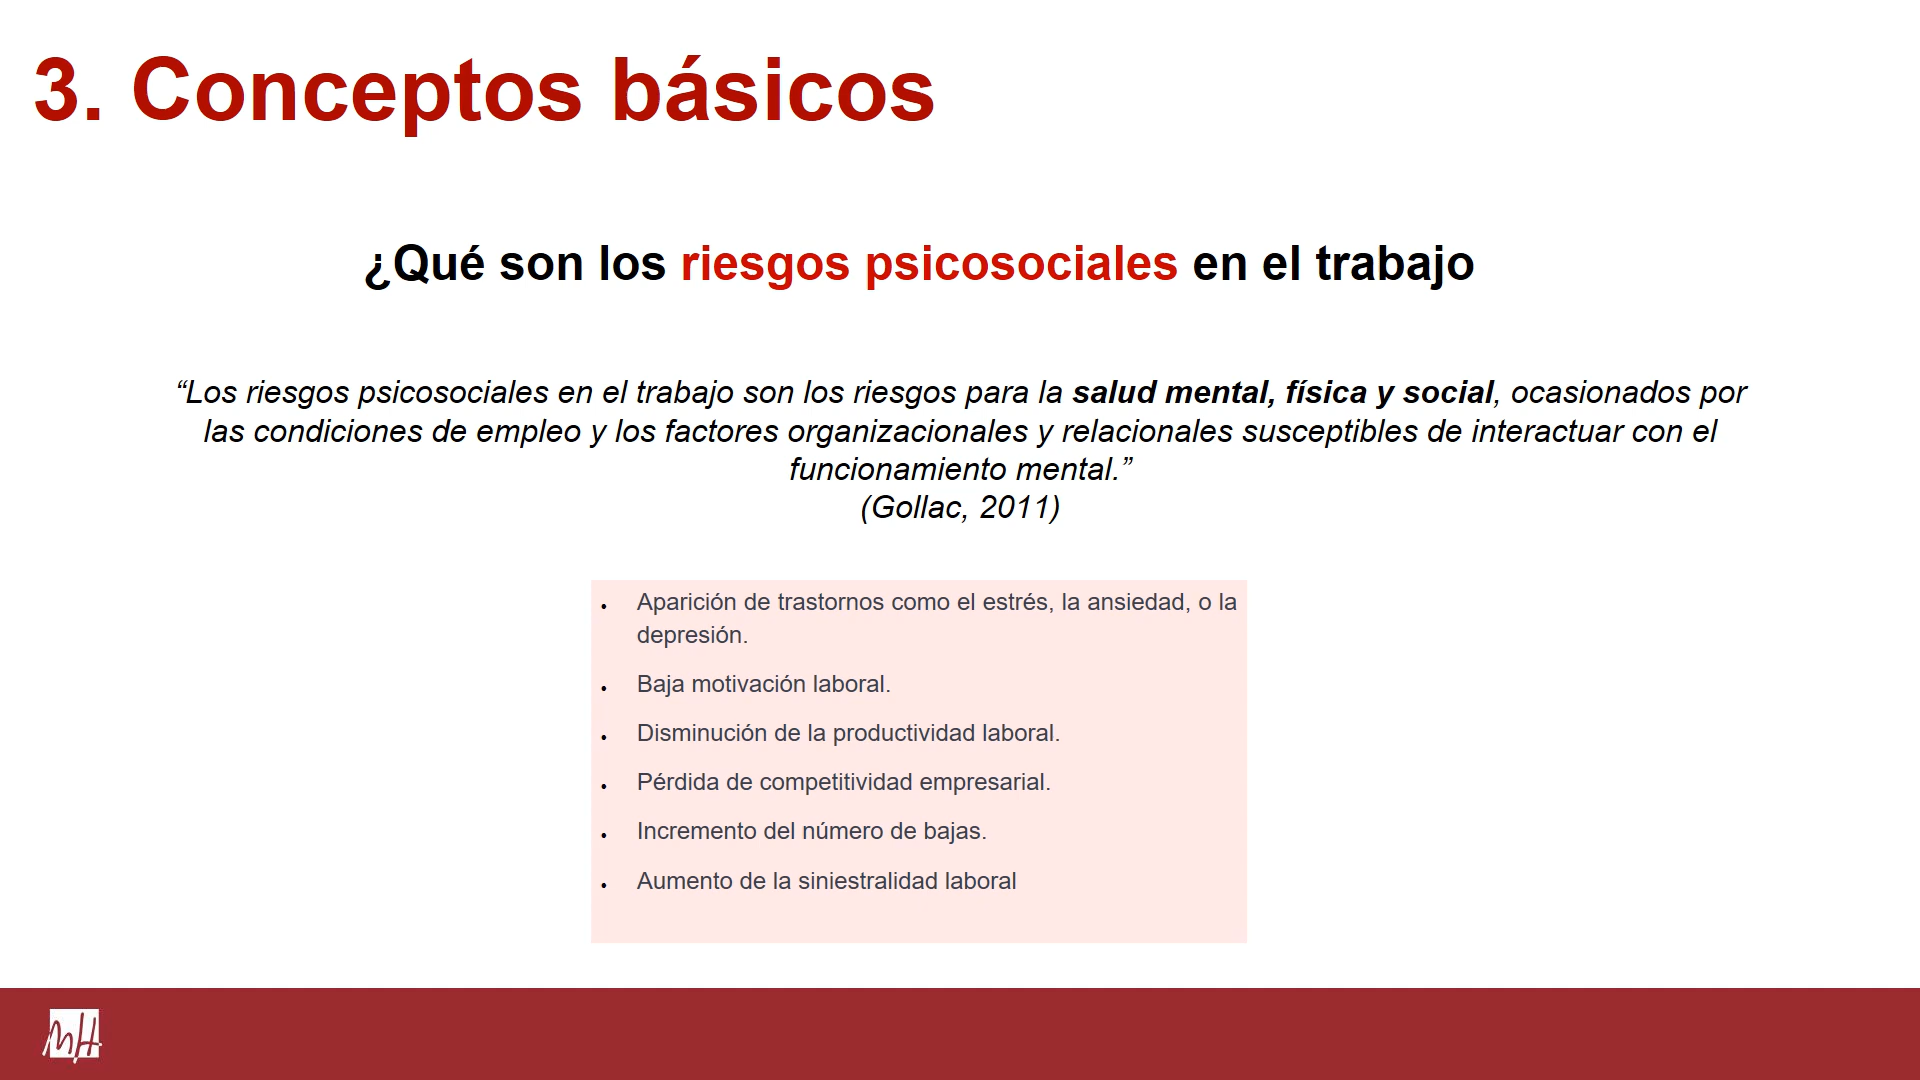 3. Conceptos básicos
¿Qué son los riesgos psicosociales en el trabajo
“Los riesgos psicosociales en el trabajo son los riesgos para la salud mental, física y social, ocasionados por
las condiciones de empleo y los factores organizacionales y relacionales susceptibles de interactuar con el
funcionamiento mental.”
(Gollac, 2011)
• Aparición de trastornos como el estrés, la ansiedad, o la
depresión.
• Baja motivación laboral.
• Disminución de la productividad laboral.
• Pérdida de competitividad empresarial.
• Incremento del número de bajas.
• Aumento de la siniestralidad laboral
MH